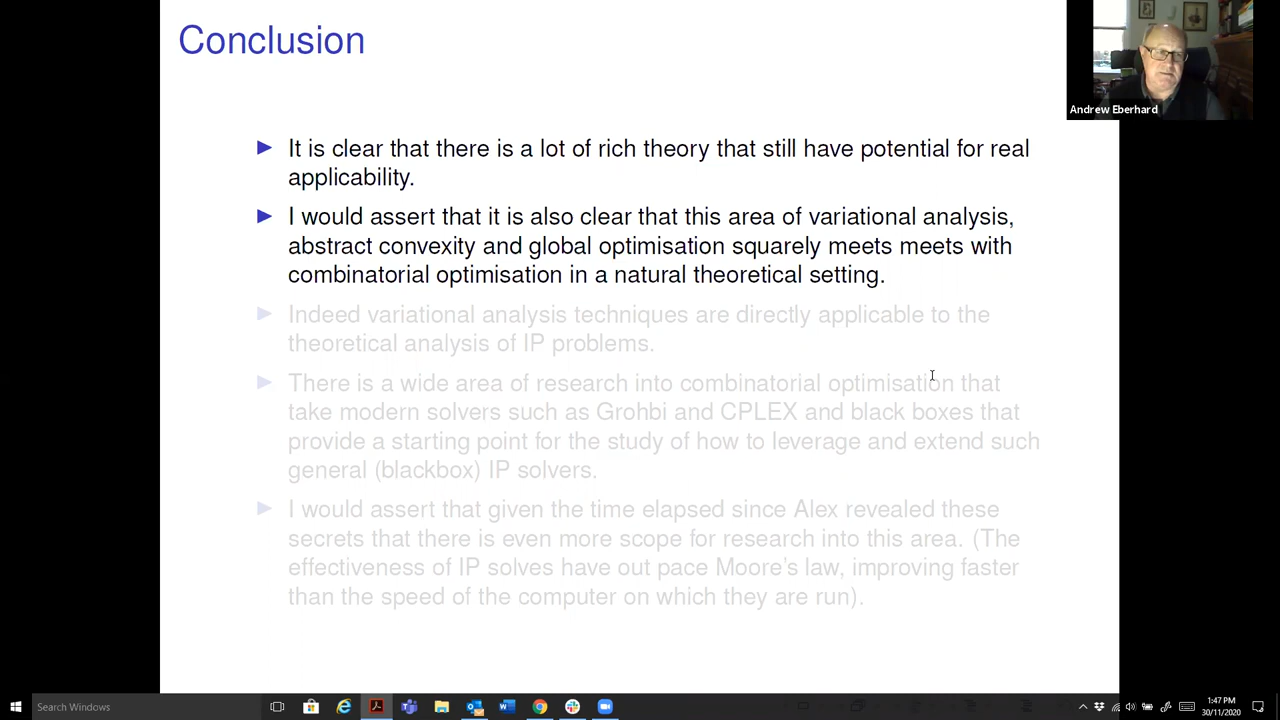 Conclusion
Andrew Eberhard
It is clear that there is a lot of rich theory that still have potential for real
applicability.
I would assert that it is also clear that this area of variational analysis,
abstract convexity and global optimisation squarely meets meets with
combinatorial optimisation in a natural theoretical setting.
Indeed variational analysis techniques are directly applicable to the
theoretical analysis of IP problems.
There is a wide area of research into combinatorial optimisation that
take modern solvers such as Grohbi and CPLEX and black boxes that
provide a starting point for the study of how to leverage and extend such
general (blackbox) IP solvers.
I would assert that given the time elapsed since Alex revealed these
secrets that there is even more scope for research into this area. (The
effectiveness of IP solves have out pace Moore's law, improving faster
than the speed of the computer on which they are run).
Search Windows
1:47 PM
30/11/2020